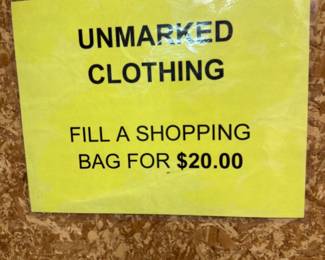 UNMARKED
CLOTHING
FILL A SHOPPING
BAG FOR $20.00